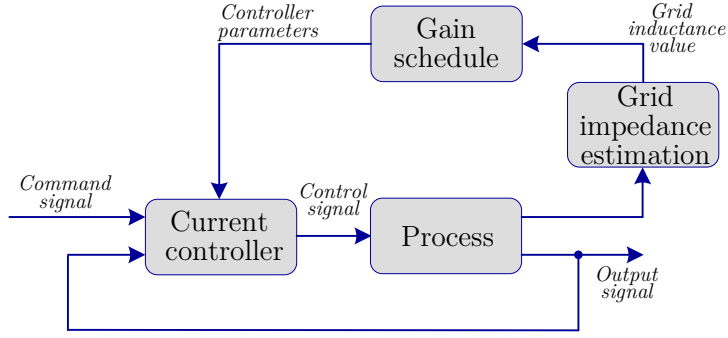 Controller
parameters
Gain
schedule
Grid
inductance
value
Grid
impedance
estimation
Command
signal
Current
controller
Control
signal
Process
Output
signal